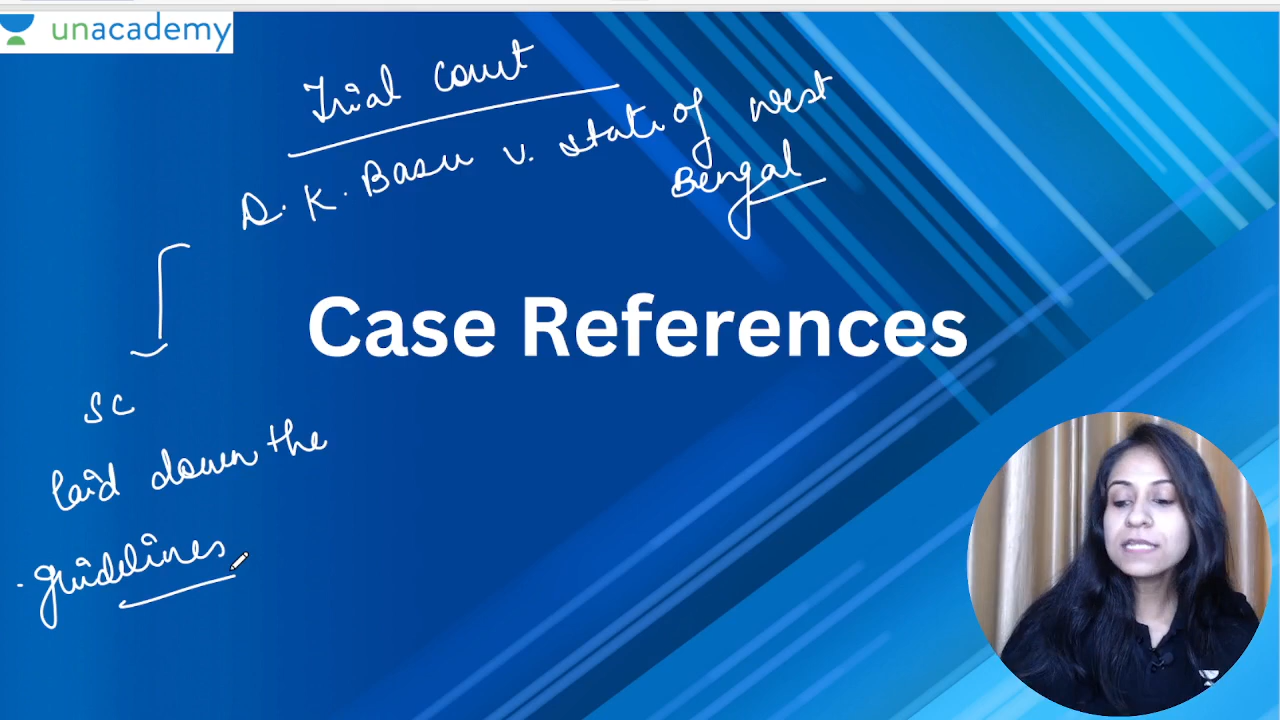 unacademy
Trial Court
D. K. Basu v. State of West
Bengal
Case References
SC
laid down the
guidelines